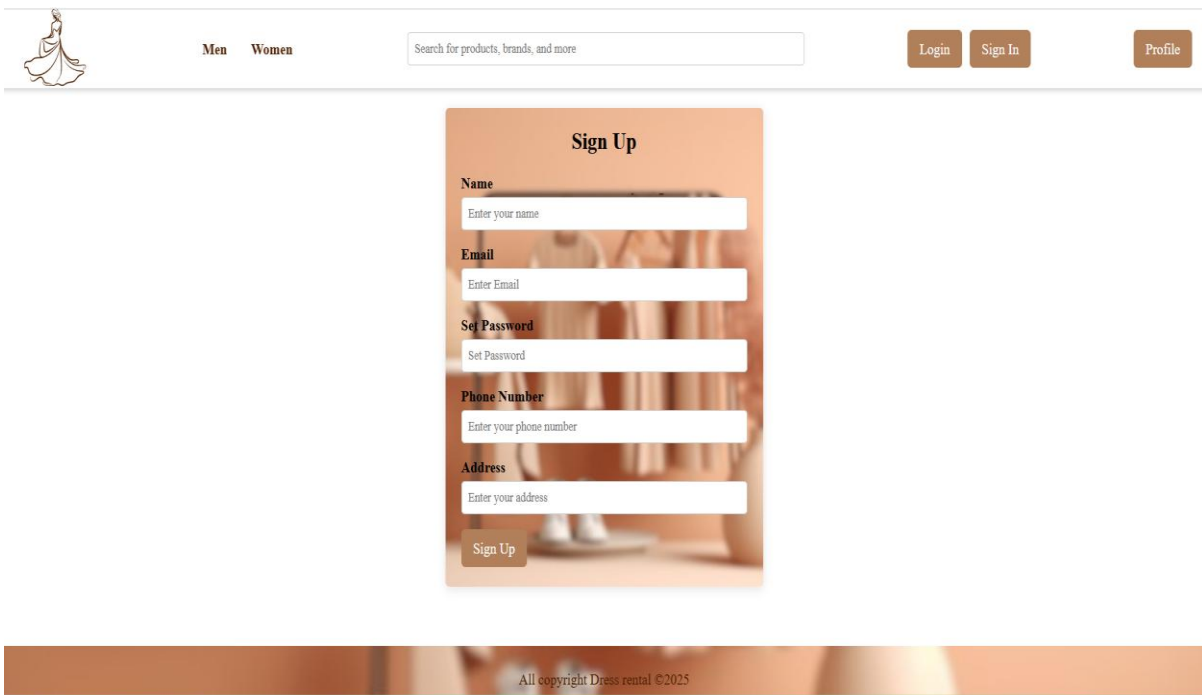 Men Women Search for products, brands, and more Login Sign In Profile
Sign Up
Name
Enter your name
Email
Enter Email
Set Password
Set Password
Phone Number
Enter your phone number
Address
Enter your address
Sign Up
All copyright Dress rental ©2025